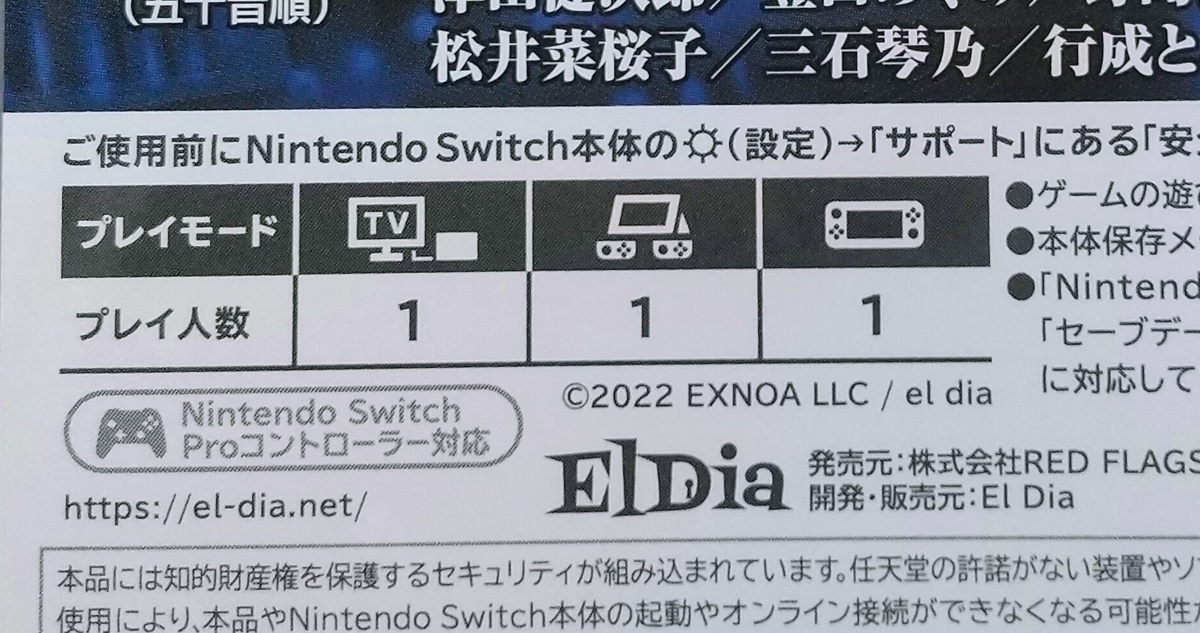 (五十音順)
松井菜桜子／三石琴乃／行成と
ご使用前にNintendo Switch本体の(設定)→「サポート」にある「安
●ゲームの遊
●本体保存メ
●「Nintend
「セーブデー
に対応して
プレイモード TV
プレイ人数 1 1 1
©2022 EXNOA LLC / el dia
Nintendo Switch
Proコントローラー対応
El Dia
発売元：株式会社RED FLAGS
開発・販売元：El Dia
https://el-dia.net/
本品には知的財産権を保護するセキュリティが組み込まれています。任天堂の許諾がない装置やソ
使用により、本品やNintendo Switch本体の起動やオンライン接続ができなくなる可能性